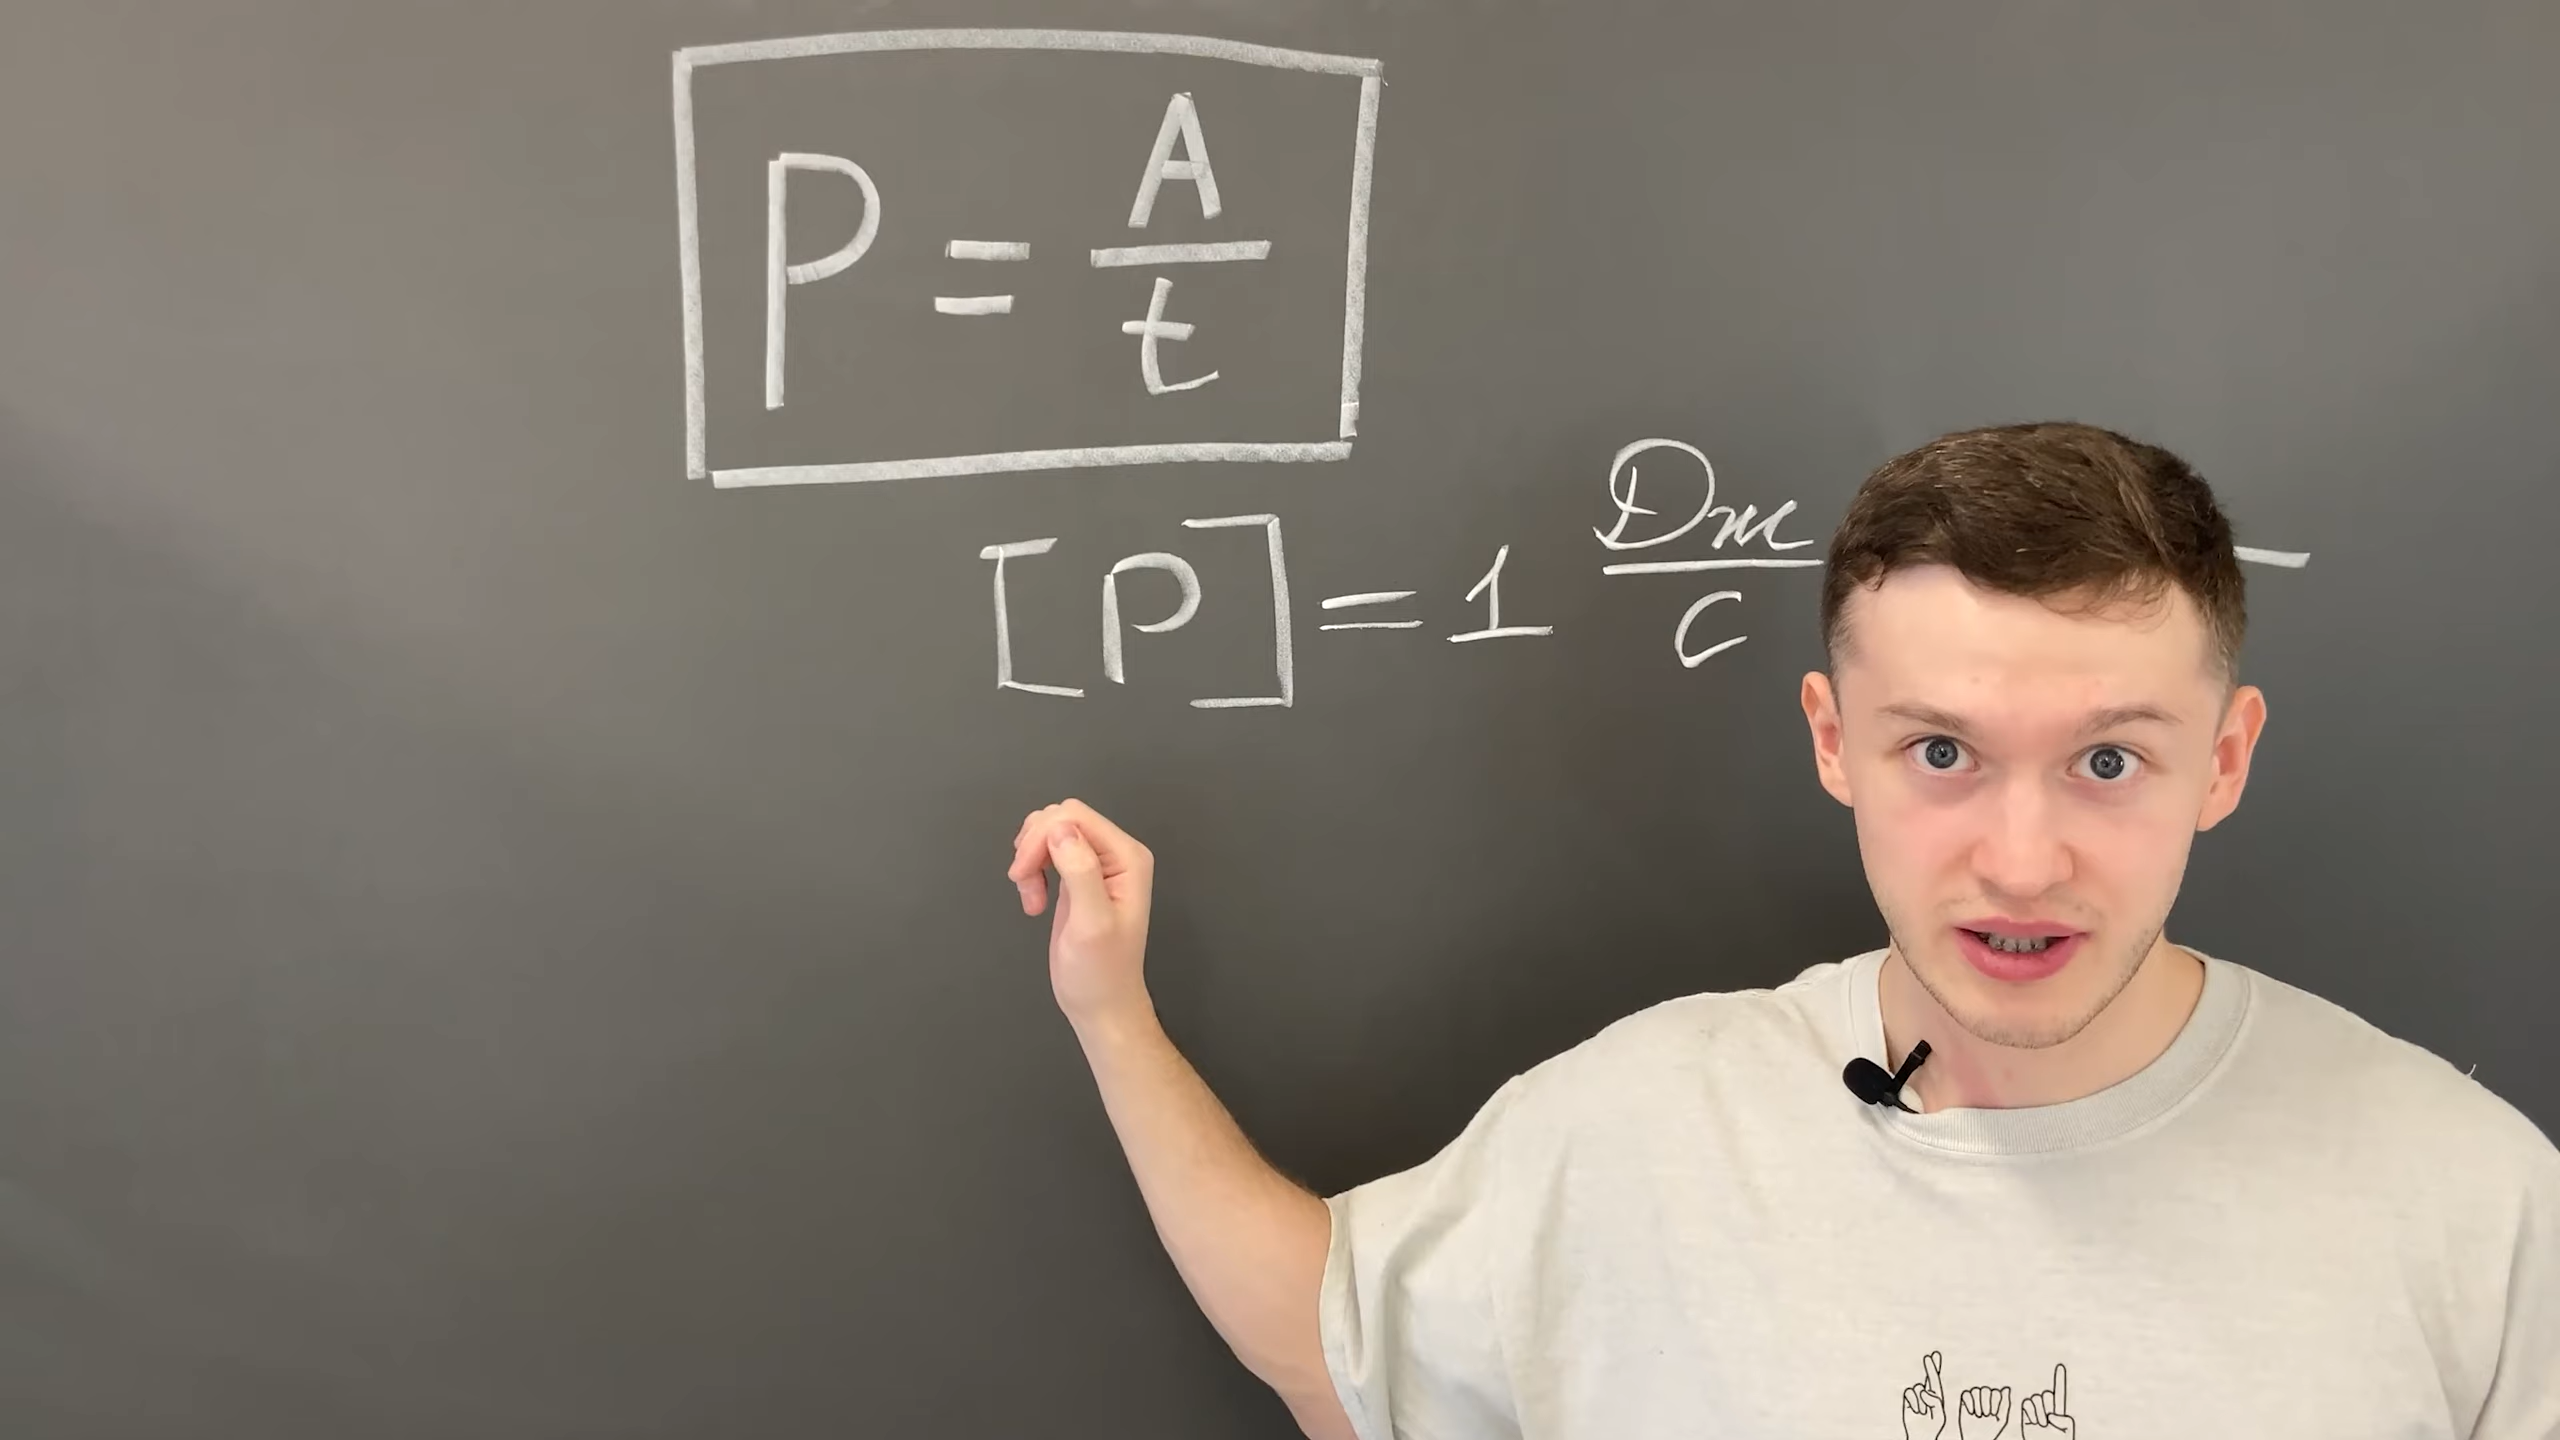 P = A/t
[P] = 1 Дж/с